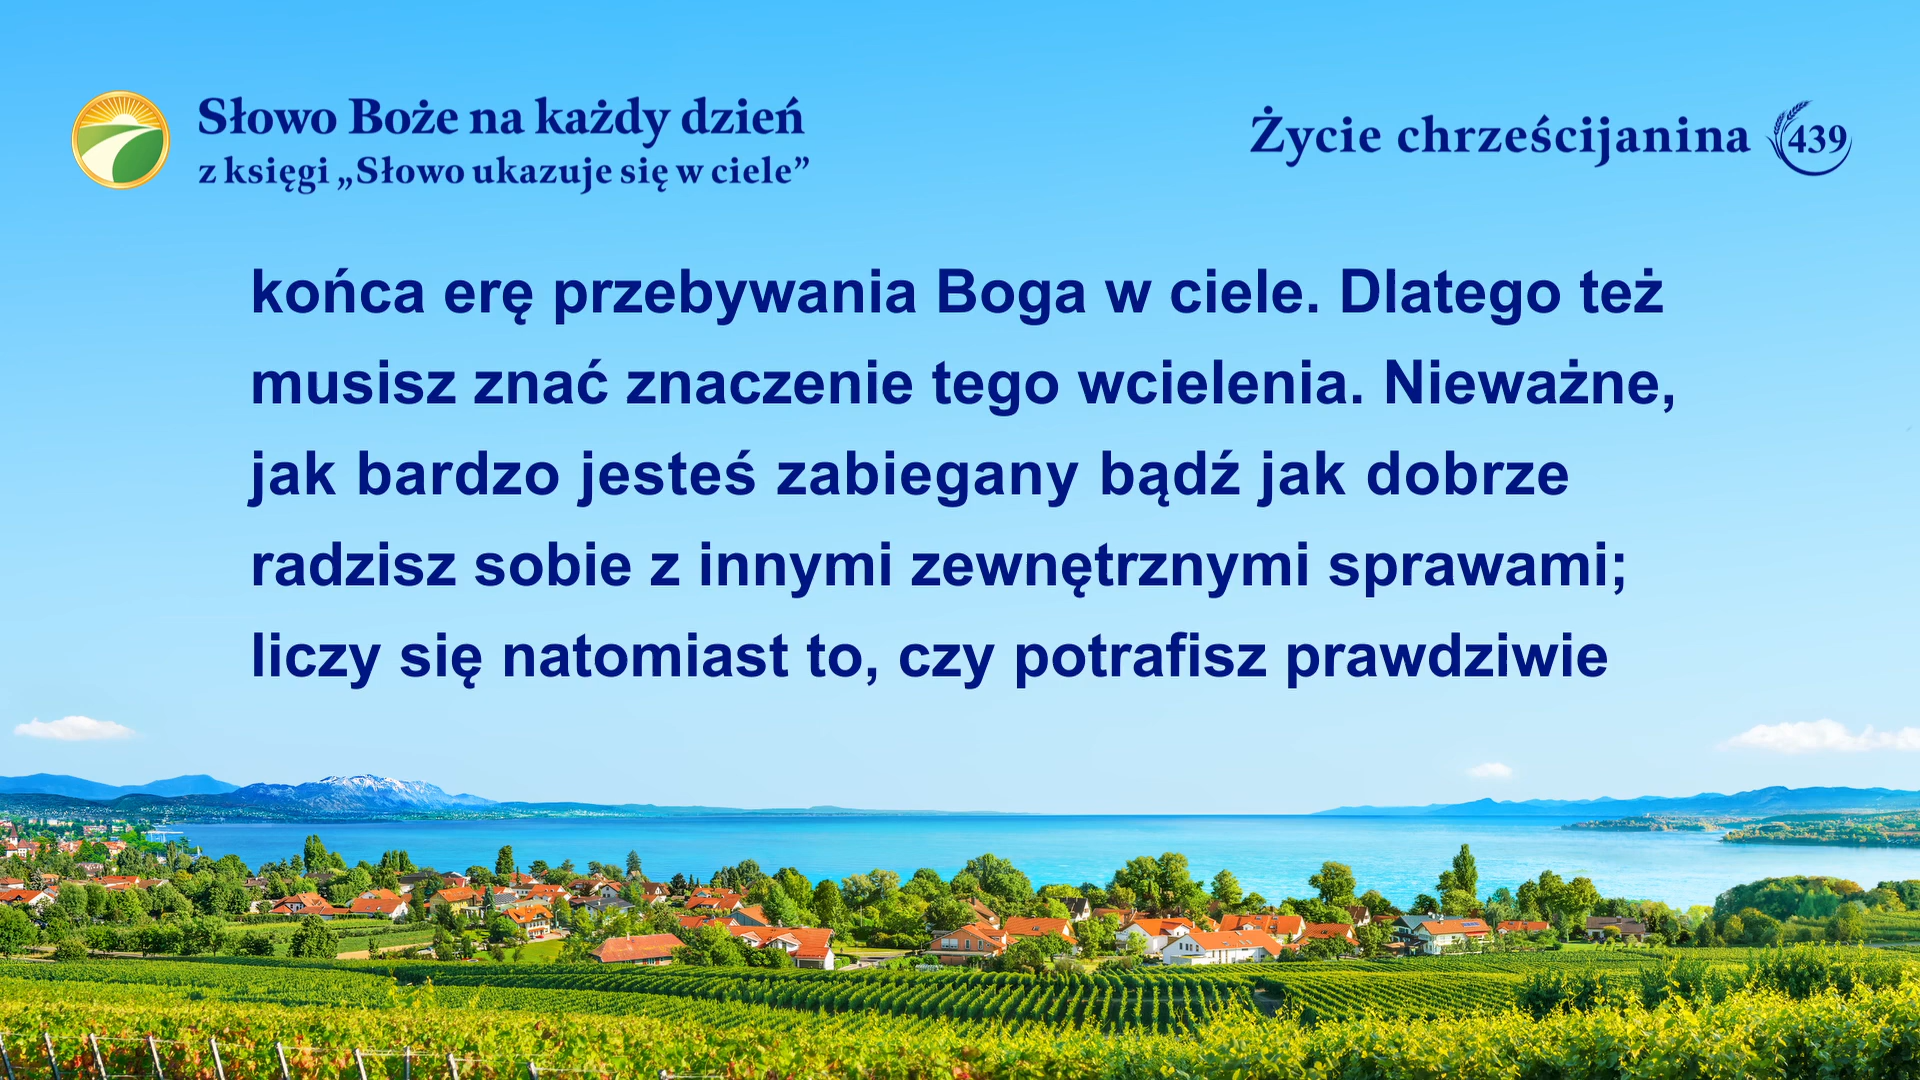 Słowo Boże na każdy dzień
z księgi „Słowo ukazuje się w ciele”
Życie chrześcijanina 439
końca erę przebywania Boga w ciele. Dlatego też
musisz znać znaczenie tego wcielenia. Nieważne,
jak bardzo jesteś zabiegany bądź jak dobrze
radzisz sobie z innymi zewnętrznymi sprawami;
liczy się natomiast to, czy potrafisz prawdziwie